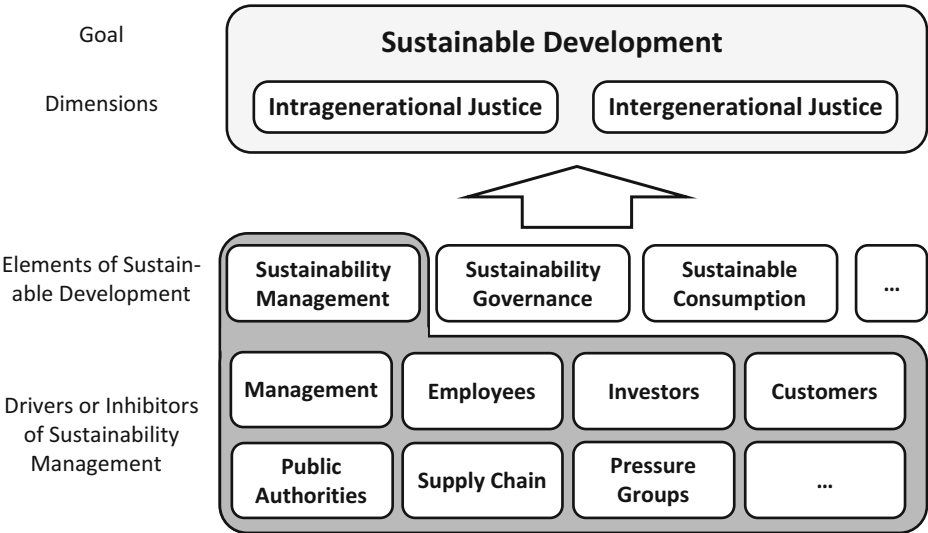 Goal
Sustainable Development
Dimensions
Intragenerational Justice
Intergenerational Justice
Elements of Sustain-
able Development
Sustainability
Management
Sustainability
Governance
Sustainable
Consumption
...
Drivers or Inhibitors
of Sustainability
Management
Management
Employees
Investors
Customers
Public
Authorities
Supply Chain
Pressure
Groups
...